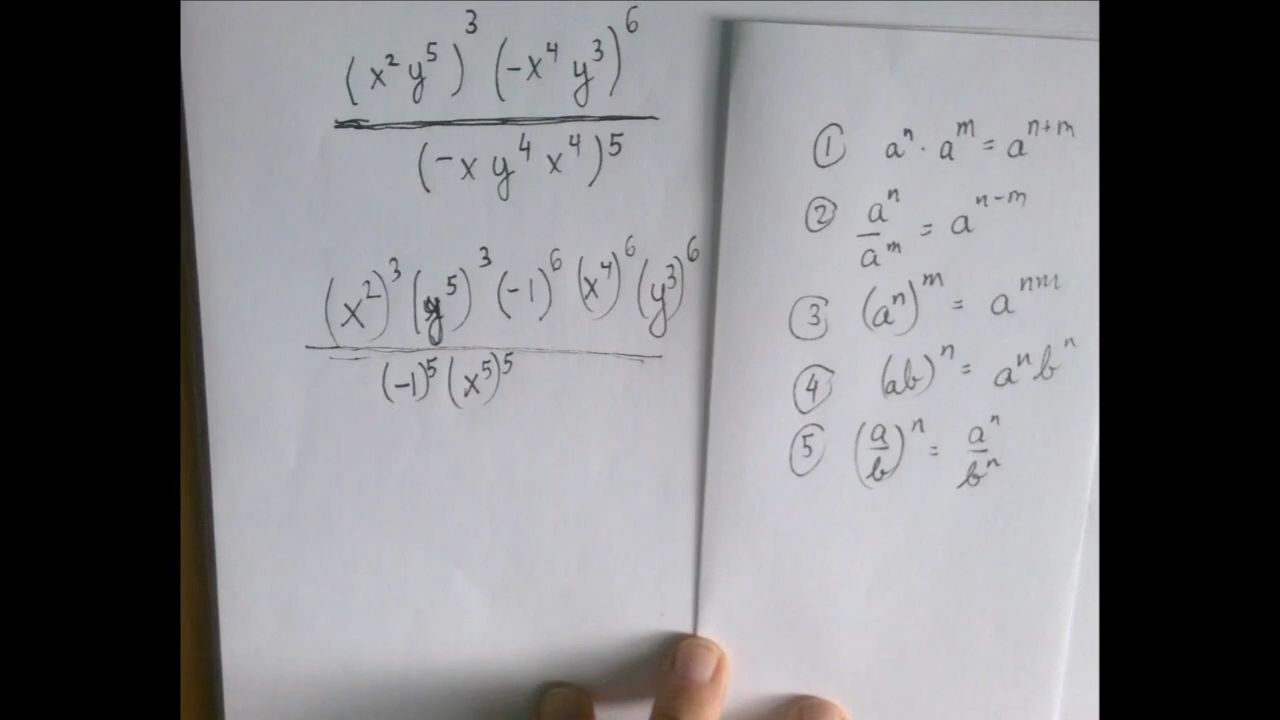 (x²y⁵)³(-x⁴y³)⁶
(-xy⁴x⁴)⁵
(x²)³(y⁵)³(-1)⁶(x⁴)⁶(y³)⁶
(-1)⁵(x⁵)⁵
① aⁿ · aᵐ = aⁿ⁺ᵐ
② aⁿ/aᵐ = aⁿ⁻ᵐ
③ (aⁿ)ᵐ = aⁿᵐ
④ (ab)ⁿ = aⁿbⁿ
⑤ (a/b)ⁿ = aⁿ/bⁿ